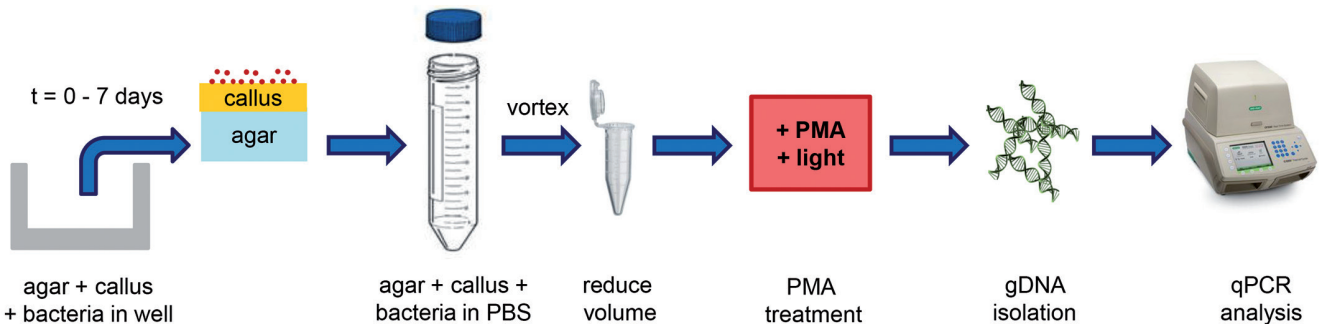 t = 0 - 7 days
callus
agar
vortex
+ PMA
+ light
agar + callus
+ bacteria in well
agar + callus +
bacteria in PBS
reduce
volume
PMA
treatment
gDNA
isolation
qPCR
analysis